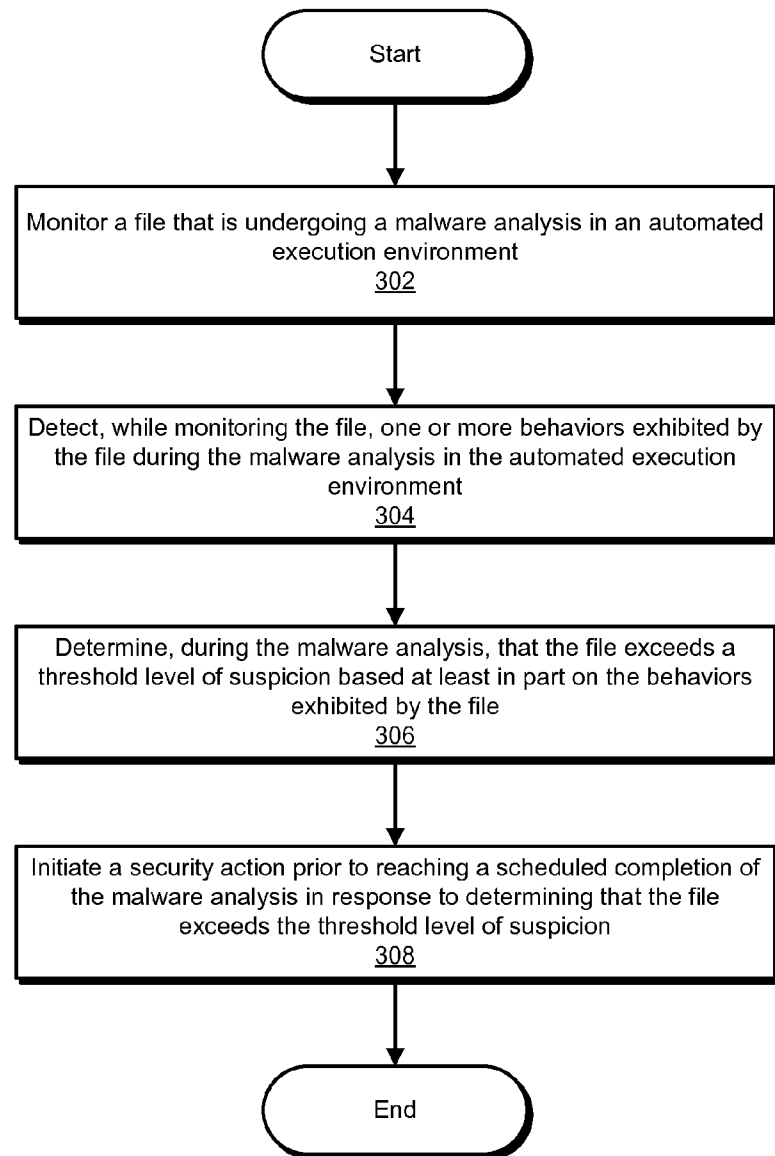 Start
Monitor a file that is undergoing a malware analysis in an automated
execution environment
302
Detect, while monitoring the file, one or more behaviors exhibited by
the file during the malware analysis in the automated execution
environment
304
Determine, during the malware analysis, that the file exceeds a
threshold level of suspicion based at least in part on the behaviors
exhibited by the file
306
Initiate a security action prior to reaching a scheduled completion of
the malware analysis in response to determining that the file
exceeds the threshold level of suspicion
308
End